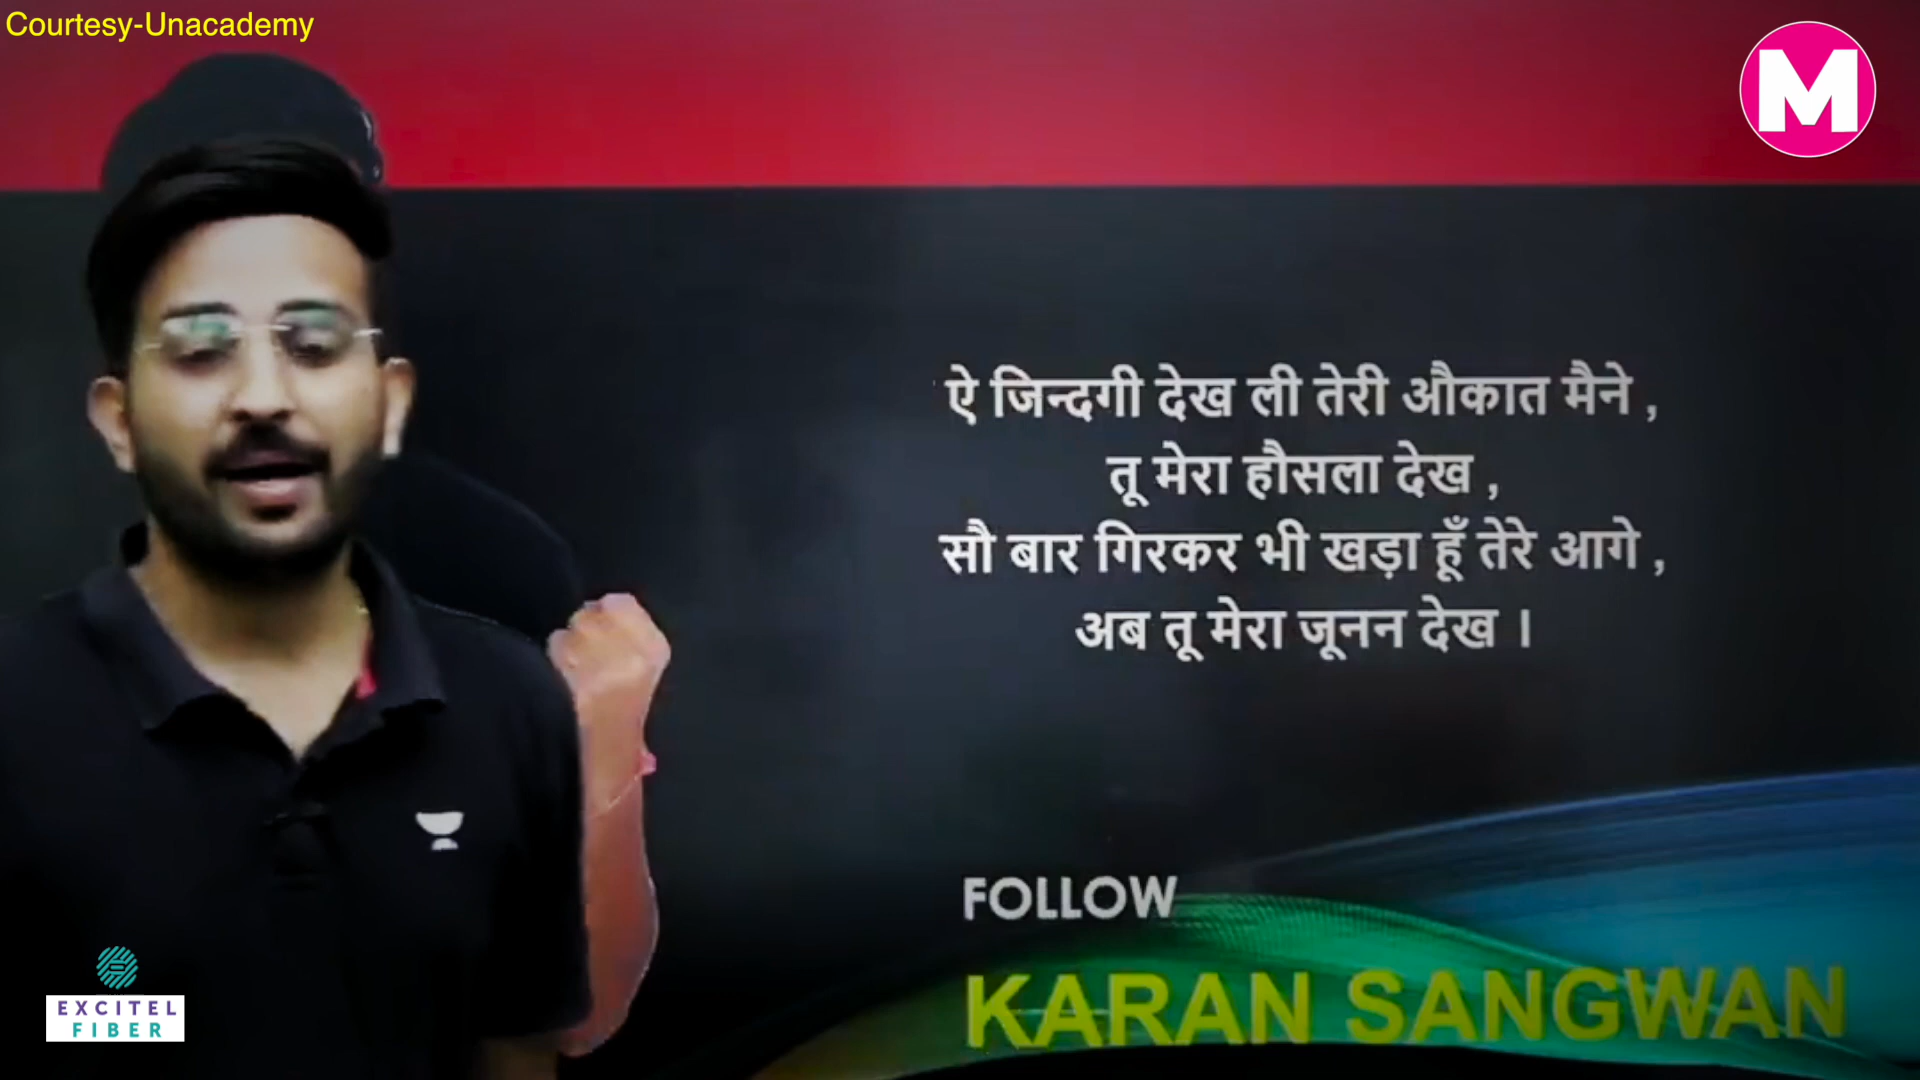 Courtesy-Unacademy
M
ऐ जिन्दगी देख ली तेरी औकात मैने ,
तू मेरा हौसला देख ,
सौ बार गिरकर भी खड़ा हूँ तेरे आगे ,
अब तू मेरा जूनन देख ।
FOLLOW
KARAN SANGWAN
EXCITEL
FIBER